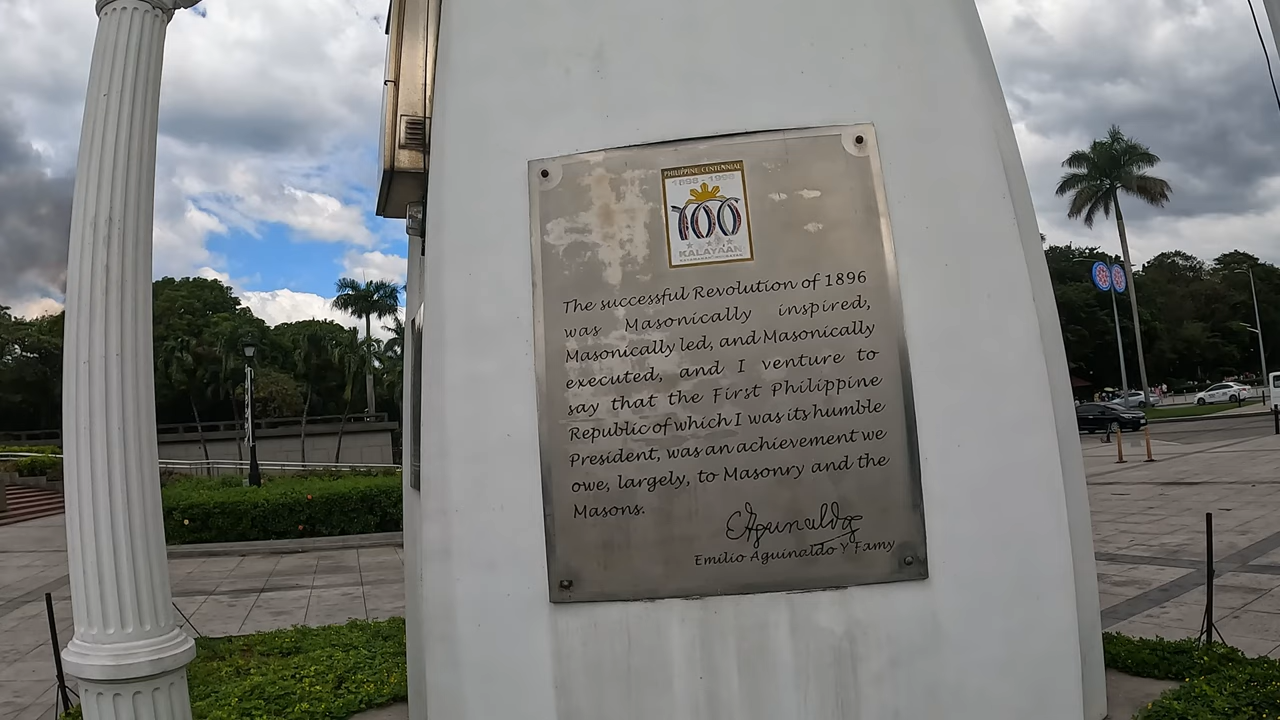 PHILIPPINE CENTENNIAL
1898 - 1998
100
KALAYAAN
The successful Revolution of 1896
was Masonically inspired,
Masonically led, and Masonically
executed, and I venture to
say that the First Philippine
Republic of which I was its humble
President, was an achievement we
owe, largely, to Masonry and the
Masons.
EAguinaldo
Emilio Aguinaldo Y Famy